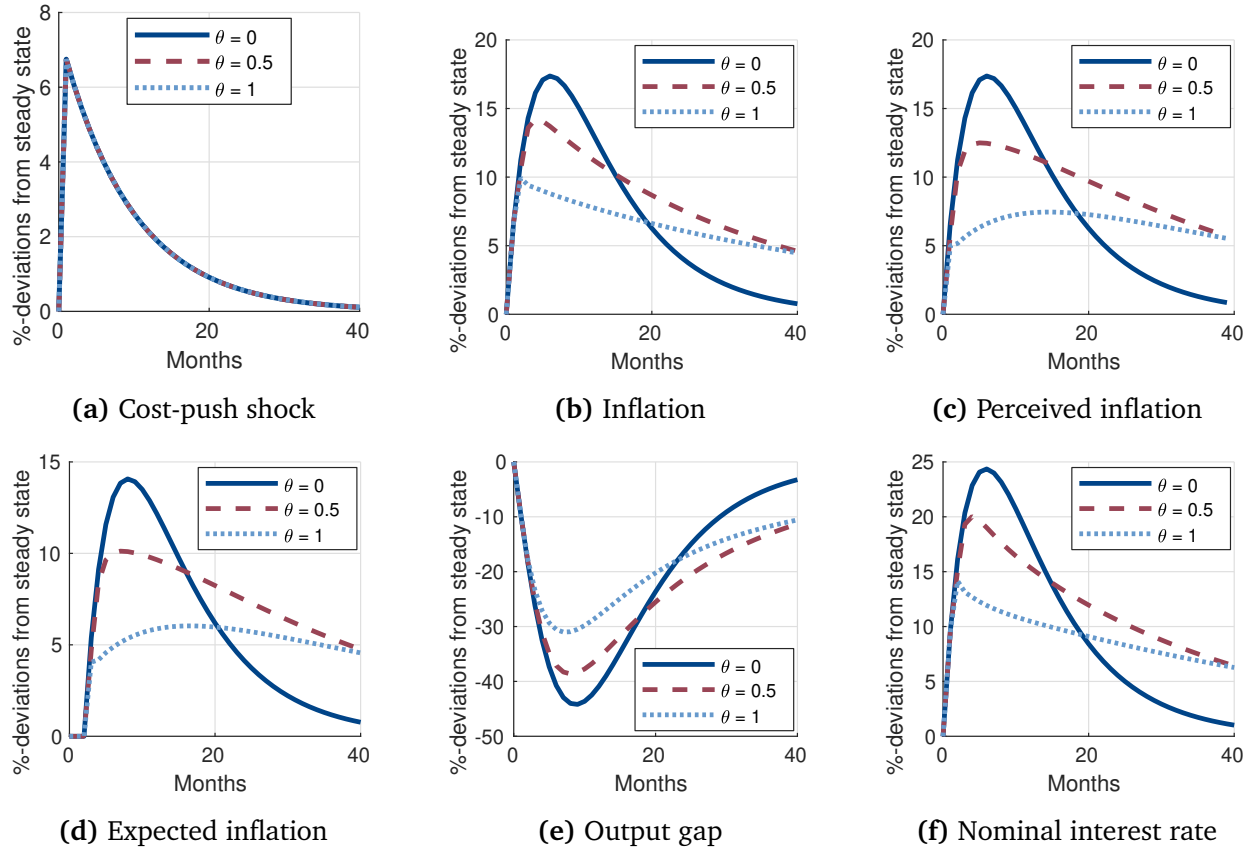 %-deviations from steady state
8
6
4
2
0
0
20
40
Months
θ = 0
θ = 0.5
θ = 1
(a) Cost-push shock
%-deviations from steady state
20
15
10
5
0
0
20
40
Months
θ = 0
θ = 0.5
θ = 1
(b) Inflation
%-deviations from steady state
20
15
10
5
0
0
20
40
Months
θ = 0
θ = 0.5
θ = 1
(c) Perceived inflation
%-deviations from steady state
15
10
5
0
0
20
40
Months
θ = 0
θ = 0.5
θ = 1
(d) Expected inflation
%-deviations from steady state
0
-10
-20
-30
-40
-50
0
20
40
Months
θ = 0
θ = 0.5
θ = 1
(e) Output gap
%-deviations from steady state
25
20
15
10
5
0
0
20
40
Months
θ = 0
θ = 0.5
θ = 1
(f) Nominal interest rate